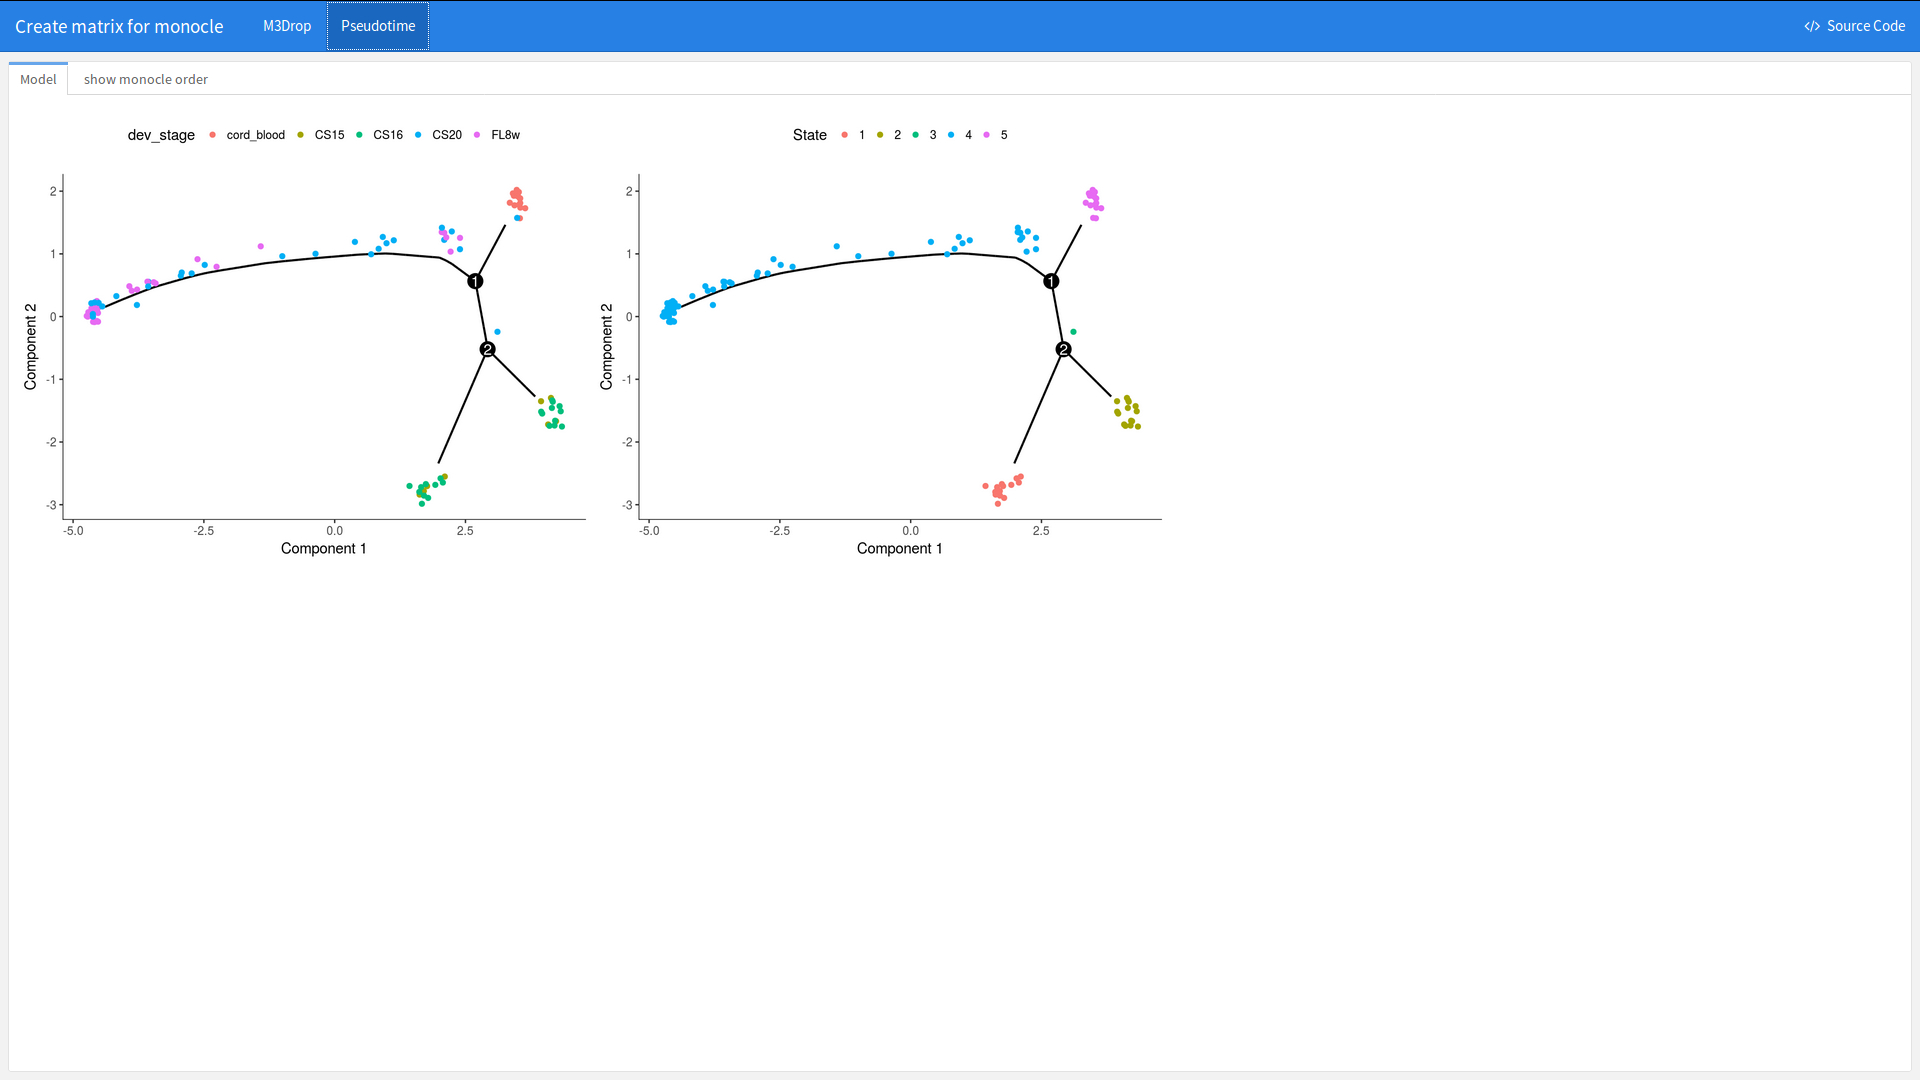 Create matrix for monocle M3Drop Pseudotime </> Source Code
Model show monocle order
dev_stage cord_blood CS15 CS16 CS20 FL8w
2
1
0
-1
-2
-3
Component 2
1
2
-5.0 -2.5 0.0 2.5
Component 1
State 1 2 3 4 5
2
1
0
-1
-2
-3
Component 2
1
2
-5.0 -2.5 0.0 2.5
Component 1